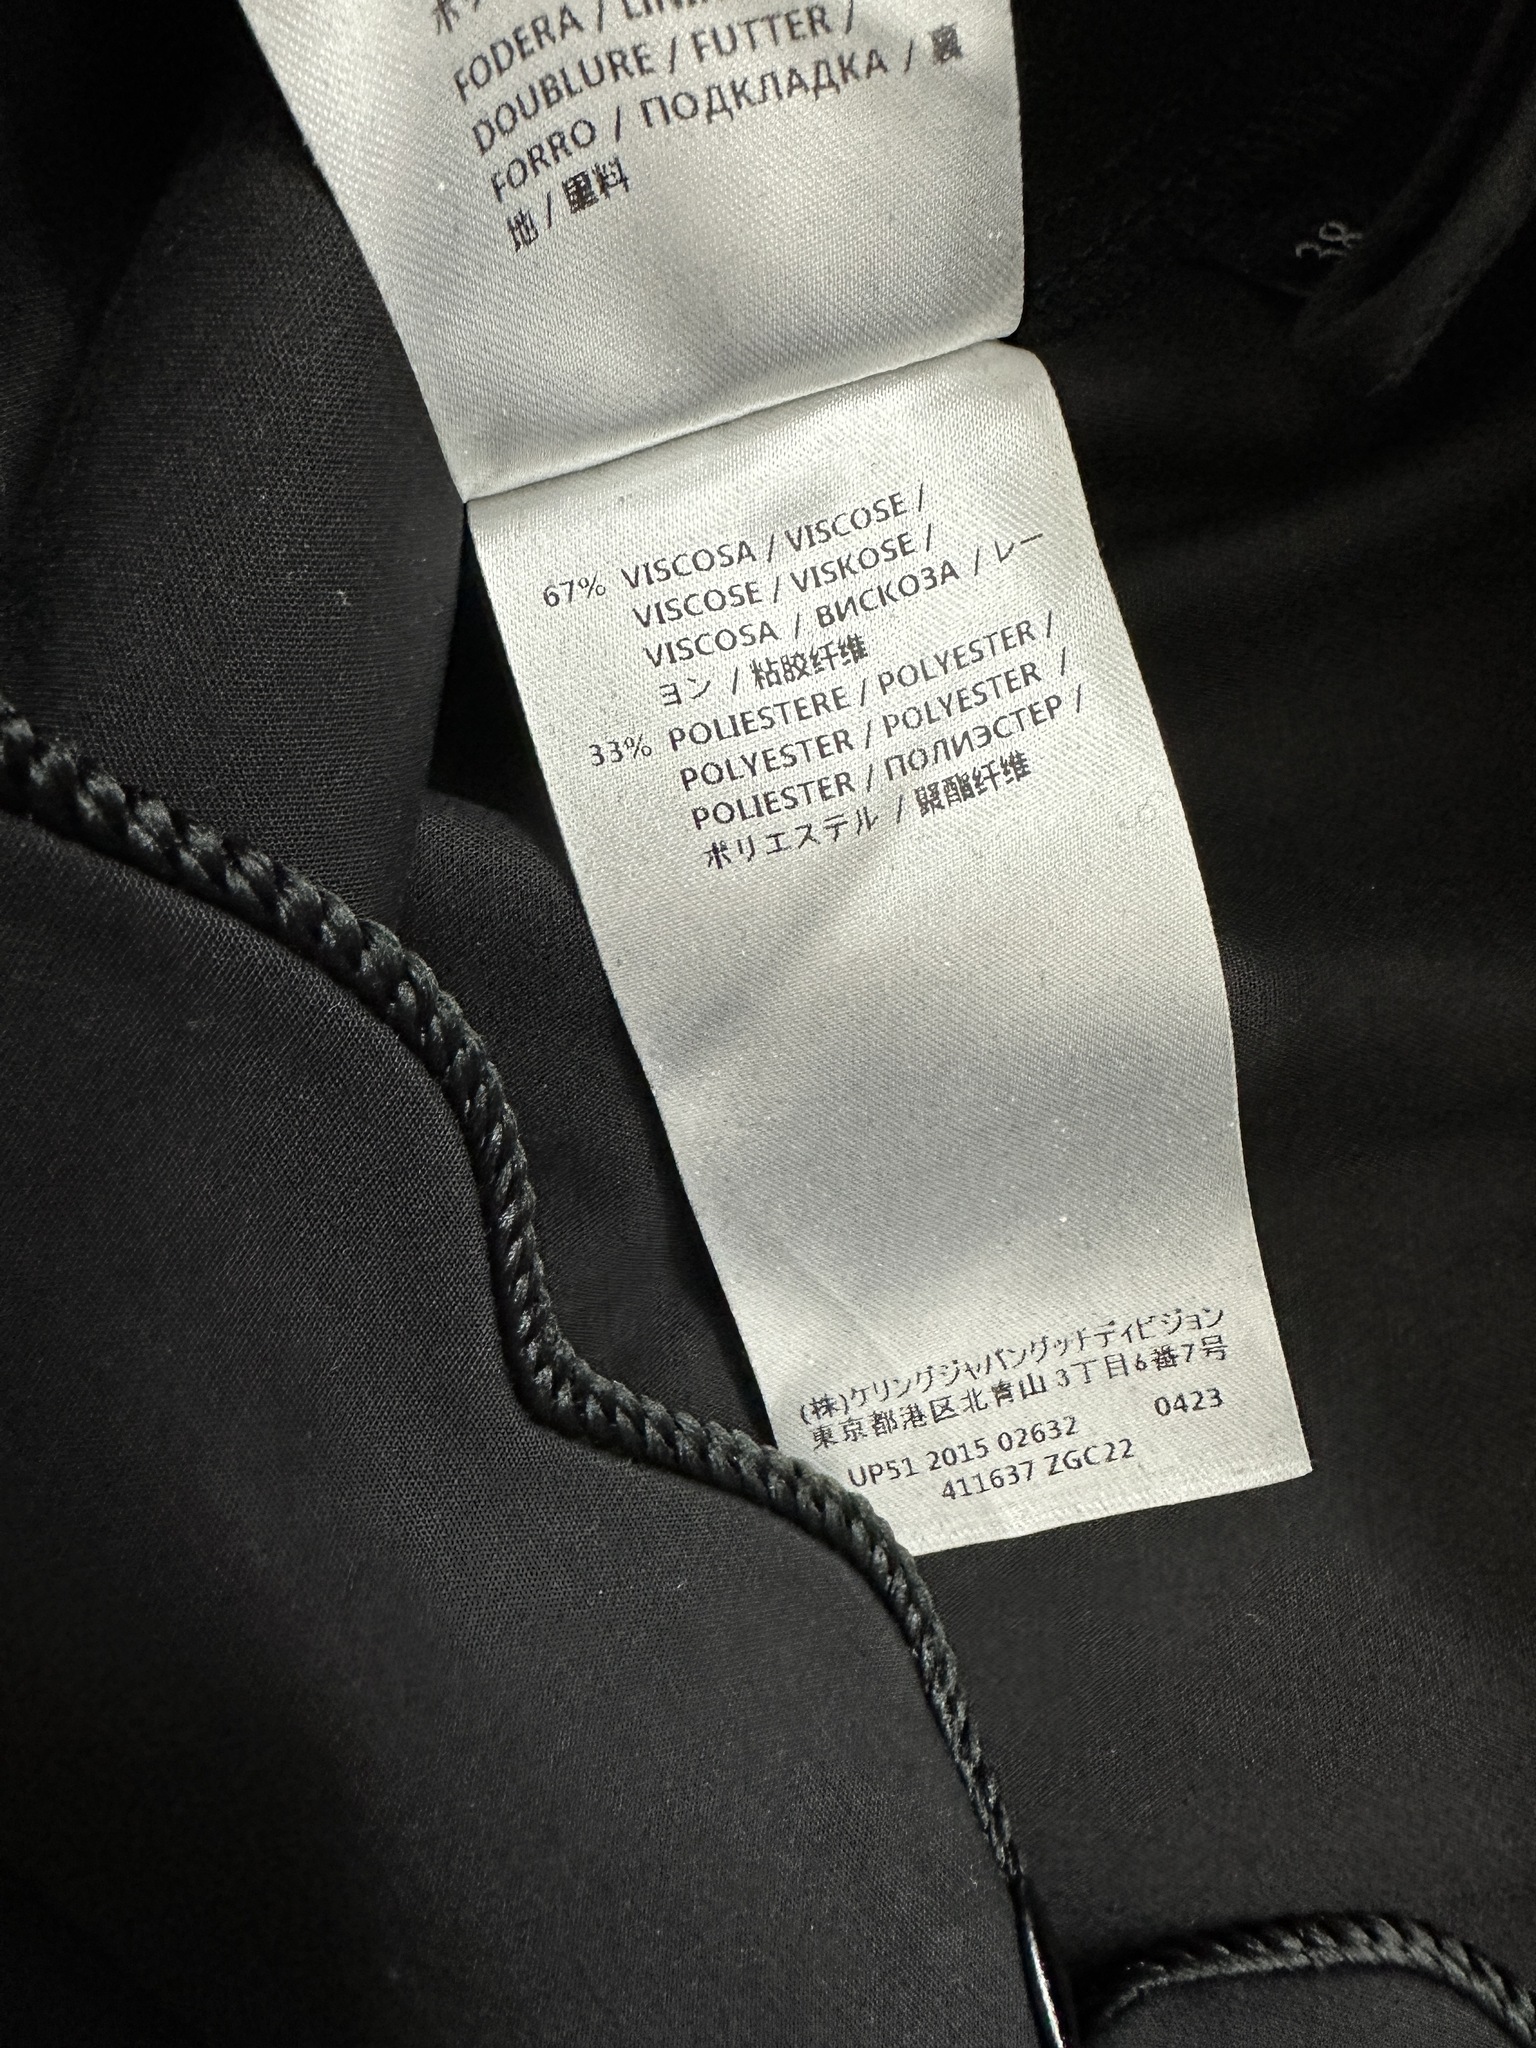 FODERA /
DOUBLURE / FUTTER /
FORRO / ПОДКЛАДКА / 裏
地 / 里料
38
67% VISCOSA / VISCOSE /
VISCOSE / VISKOSE /
VISCOSA / ВИСКОЗА / レー
ヨン / 粘胶纤维
33% POLIESTERE / POLYESTER /
POLYESTER / POLYESTER /
POLIESTER / ПОЛИЭСТЕР /
ポリエステル / 聚酯纤维
(株)ケリングジャパングッチディビジョン
東京都港区北青山3丁目6番7号
UP51 2015 02632 0423
411637 ZGC22